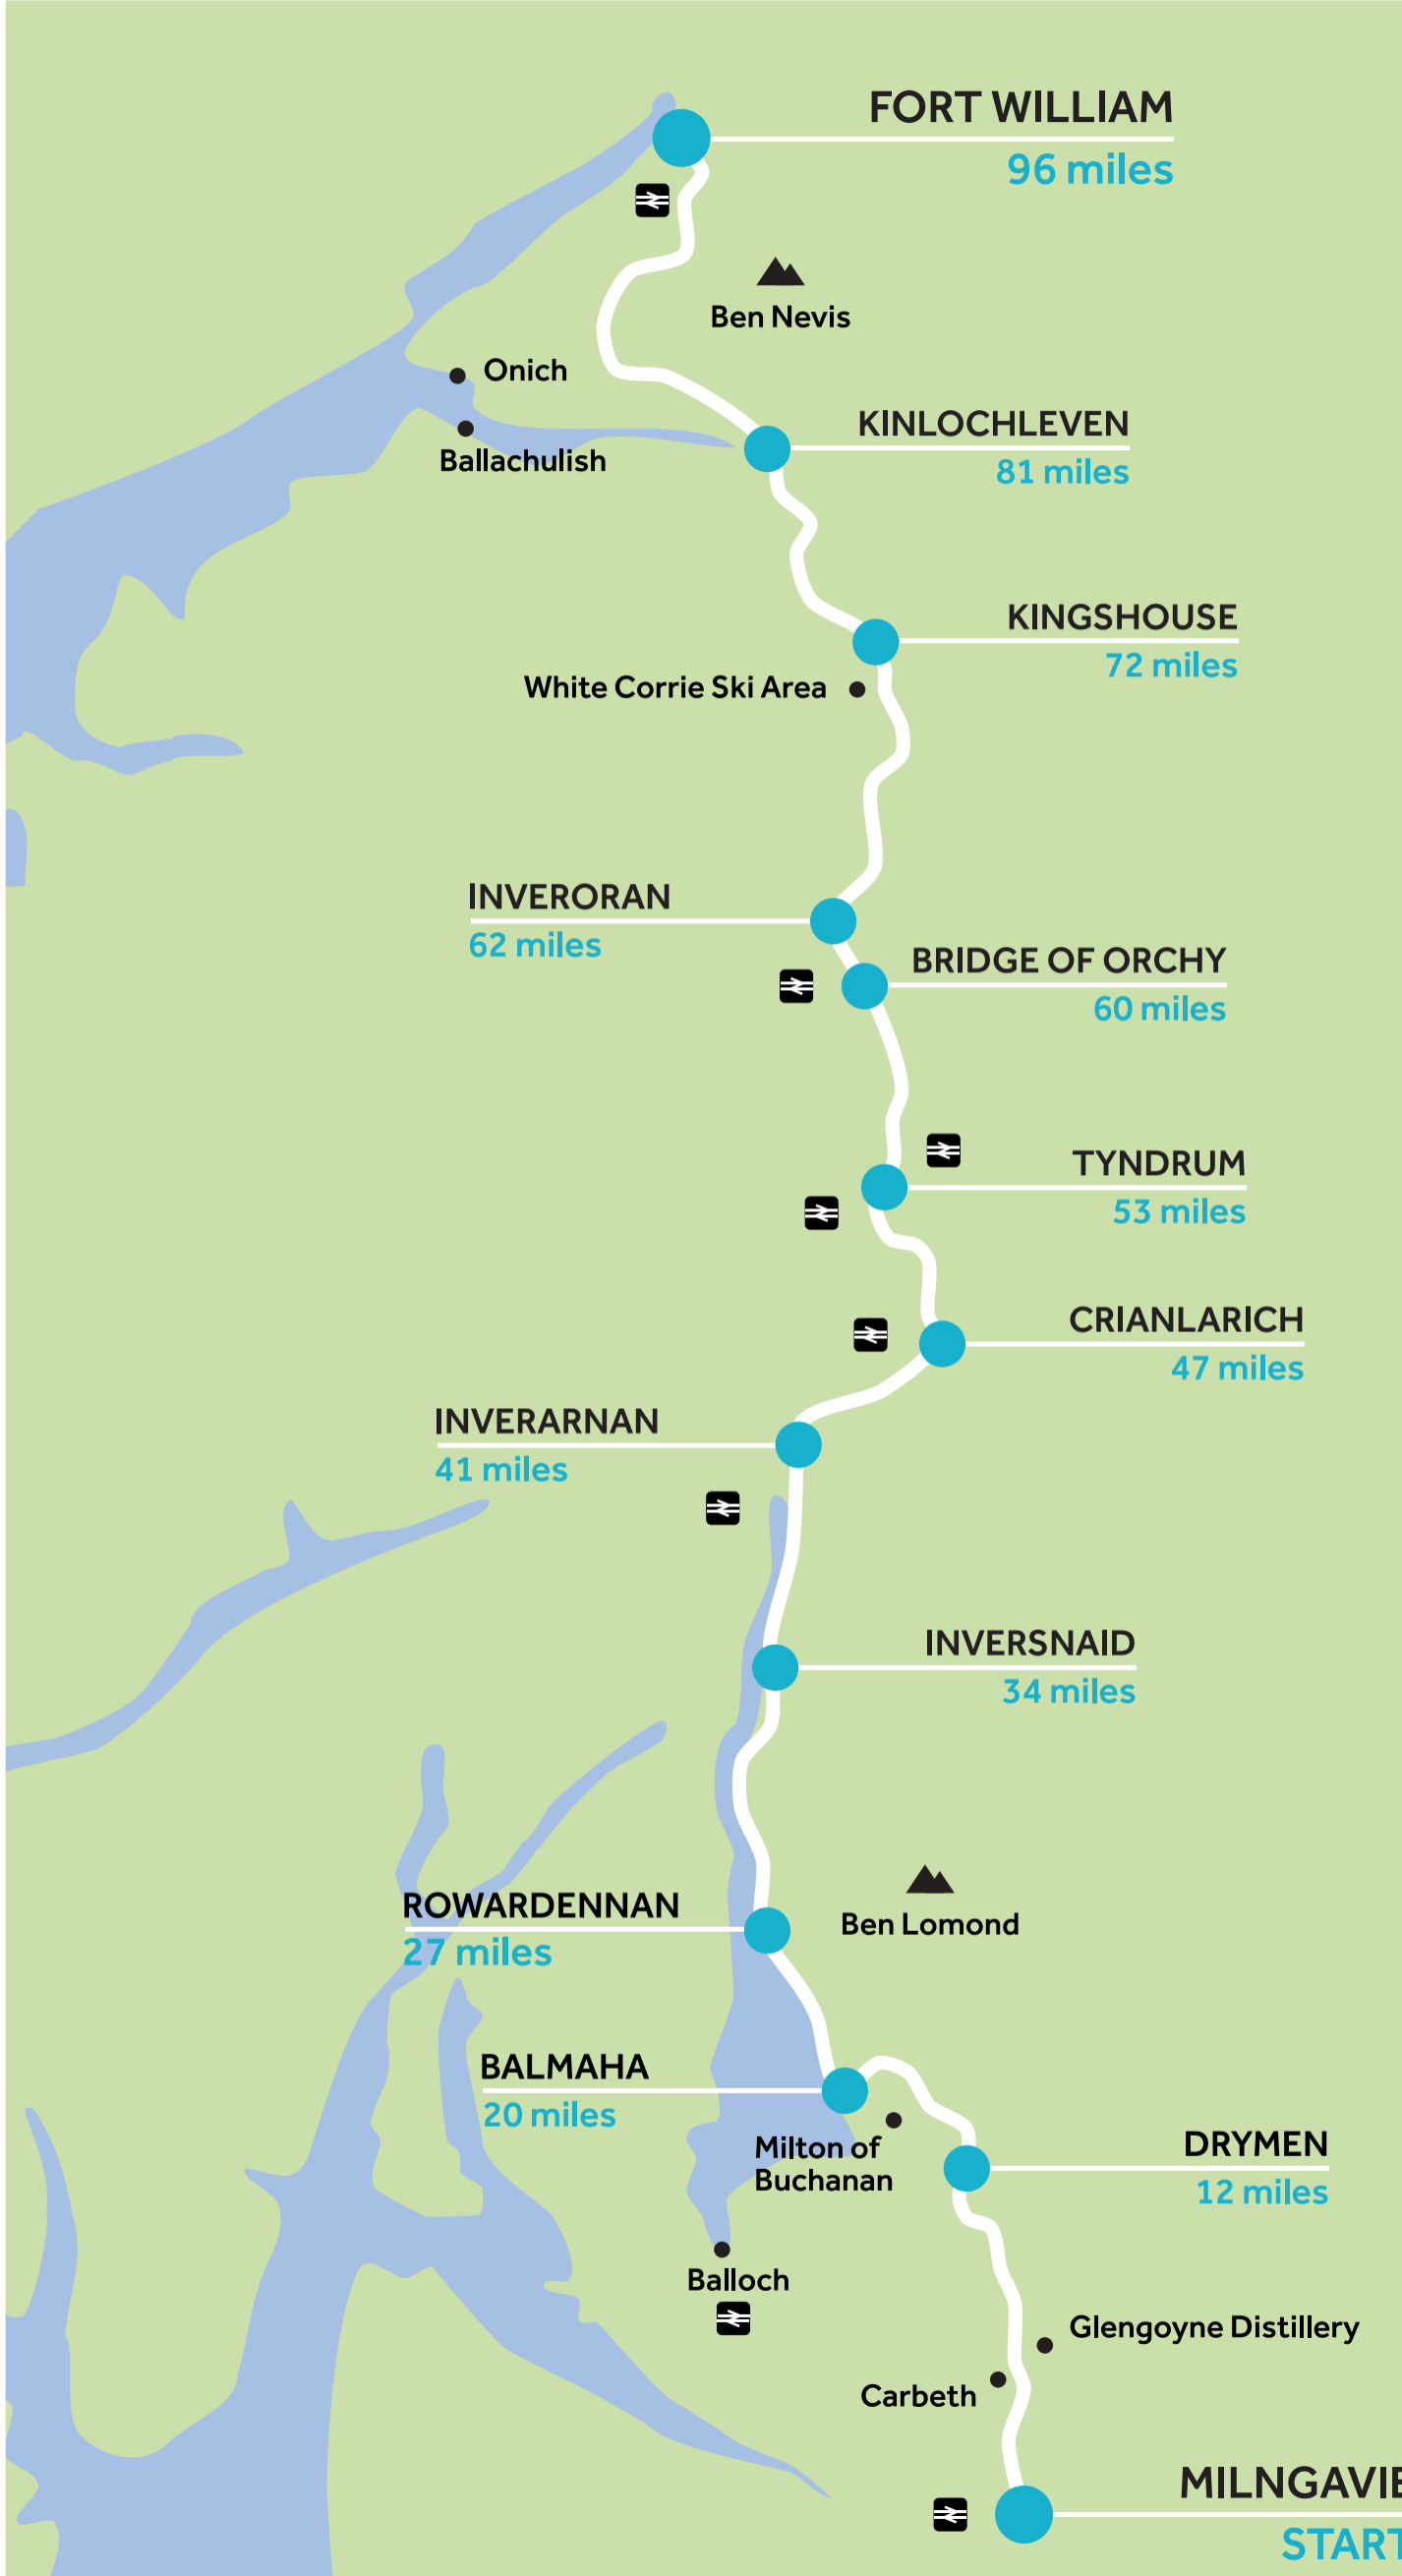 FORT WILLIAM
96 miles
Ben Nevis
Onich
KINLOCHLEVEN
Ballachulish
81 miles
KINGSHOUSE
72 miles
White Corrie Ski Area
INVERORAN
62 miles
BRIDGE OF ORCHY
60 miles
TYNDRUM
53 miles
CRIANLARICH
47 miles
INVERARNAN
41 miles
INVERSNAID
34 miles
ROWARDENNAN
27 miles
Ben Lomond
BALMAHA
20 miles
Milton of
Buchanan
DRYMEN
12 miles
Balloch
Glengoyne Distillery
Carbeth
MILNGAVIE
START